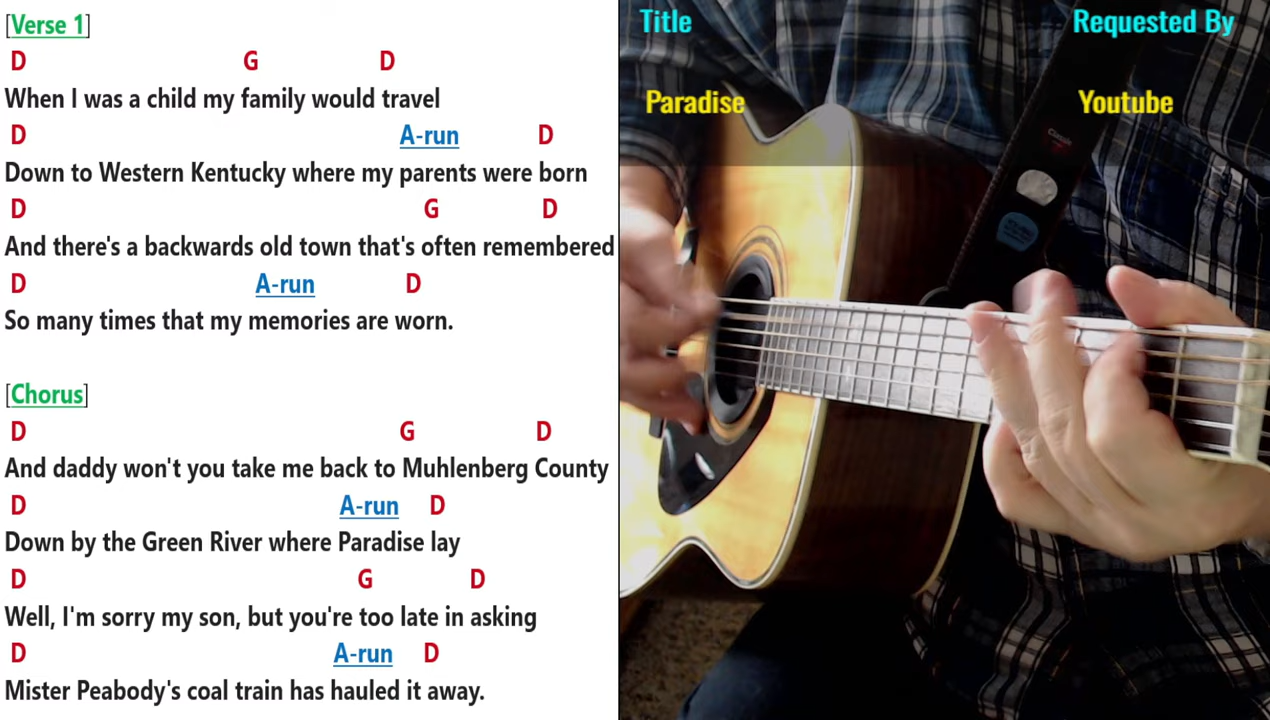 [Verse 1]
D G D
When I was a child my family would travel
D A-run D
Down to Western Kentucky where my parents were born
D G D
And there's a backwards old town that's often remembered
D A-run D
So many times that my memories are worn.
[Chorus]
D G D
And daddy won't you take me back to Muhlenberg County
D A-run D
Down by the Green River where Paradise lay
D G D
Well, I'm sorry my son, but you're too late in asking
D A-run D
Mister Peabody's coal train has hauled it away.
Title Requested By
Paradise Youtube